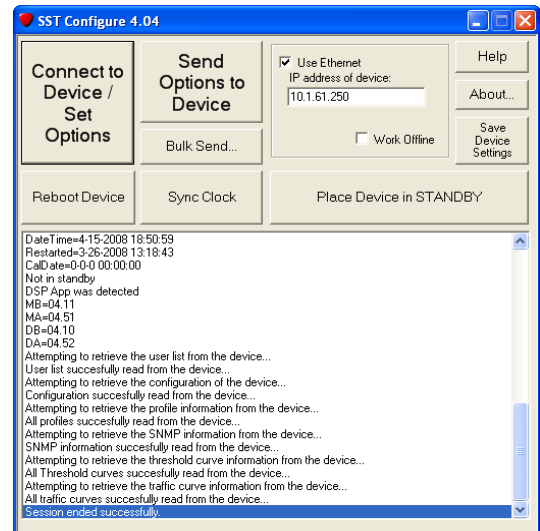 SST Configure 4.04
Connect to
Device /
Set
Options
Send
Options to
Device
Bulk Send...
Use Ethernet
IP address of device:
10.1.61.250
Work Offline
Help
About...
Save
Device
Settings
Reboot Device
Sync Clock
Place Device in STANDBY
DateTime=4-15-2008 18:50:59
Restarted=3-26-2008 13:18:43
CalDate=0-0-0 00:00:00
Not in standby
DSP App was detected
MB=04.11
MA=04.51
DB=04.10
DA=04.52
Attempting to retrieve the user list from the device...
User list succesfully read from the device...
Attempting to retrieve the configuration of the device...
Configuration succesfully read from the device...
Attempting to retrieve the profile information from the device...
All profiles succesfully read from the device...
Attempting to retrieve the SNMP information from the device...
SNMP information succesfully read from the device...
Attempting to retrieve the threshold curve information from the device...
All Threshold curves succesfully read from the device...
Attempting to retrieve the traffic curve information from the device...
All traffic curves succesfully read from the device...
Session ended successfully.